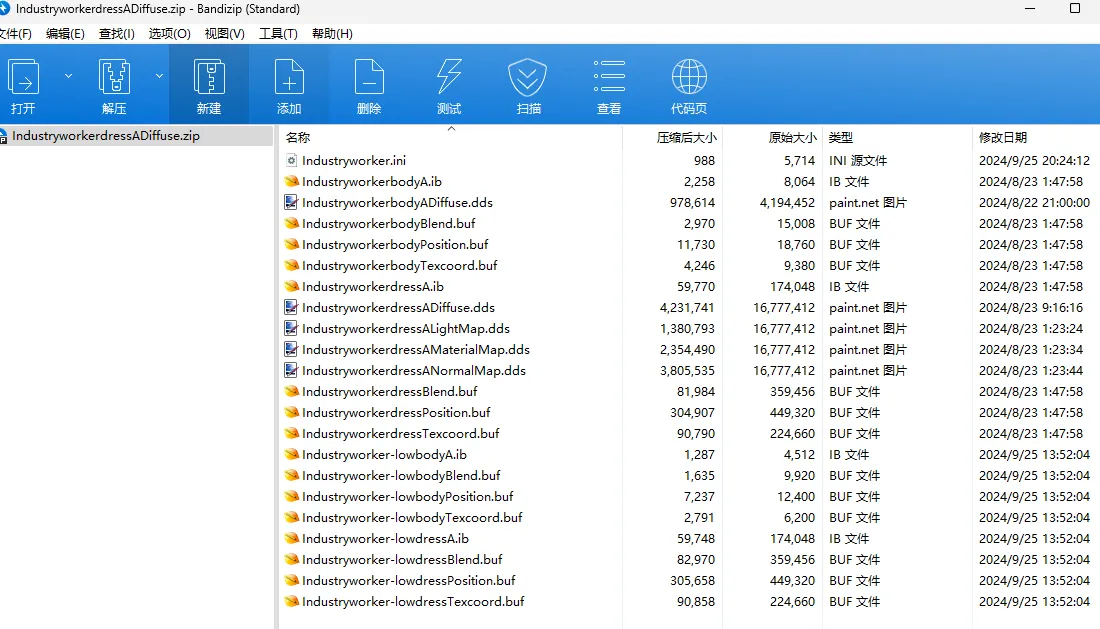 IndustryworkerdressADiffuse.zip - Bandizip (Standard)
文件(F) 编辑(E) 查找(I) 选项(O) 视图(V) 工具(T) 帮助(H)
打开 解压 新建 添加 删除 测试 扫描 查看 代码页
IndustryworkerdressADiffuse.zip
名称 压缩后大小 原始大小 类型 修改日期
Industryworker.ini 988 5,714 INI 源文件 2024/9/25 20:24:12
IndustryworkerbodyA.ib 2,258 8,064 IB 文件 2024/8/23 1:47:58
IndustryworkerbodyADiffuse.dds 978,614 4,194,452 paint.net 图片 2024/8/22 21:00:00
IndustryworkerbodyBlend.buf 2,970 15,008 BUF 文件 2024/8/23 1:47:58
IndustryworkerbodyPosition.buf 11,730 18,760 BUF 文件 2024/8/23 1:47:58
IndustryworkerbodyTexcoord.buf 4,246 9,380 BUF 文件 2024/8/23 1:47:58
IndustryworkerdressA.ib 59,770 174,048 IB 文件 2024/8/23 1:47:58
IndustryworkerdressADiffuse.dds 4,231,741 16,777,412 paint.net 图片 2024/8/23 9:16:16
IndustryworkerdressALightMap.dds 1,380,793 16,777,412 paint.net 图片 2024/8/23 1:23:24
IndustryworkerdressAMaterialMap.dds 2,354,490 16,777,412 paint.net 图片 2024/8/23 1:23:34
IndustryworkerdressANormalMap.dds 3,805,535 16,777,412 paint.net 图片 2024/8/23 1:23:44
IndustryworkerdressBlend.buf 81,984 359,456 BUF 文件 2024/8/23 1:47:58
IndustryworkerdressPosition.buf 304,907 449,320 BUF 文件 2024/8/23 1:47:58
IndustryworkerdressTexcoord.buf 90,790 224,660 BUF 文件 2024/8/23 1:47:58
Industryworker-lowbodyA.ib 1,287 4,512 IB 文件 2024/9/25 13:52:04
Industryworker-lowbodyBlend.buf 1,635 9,920 BUF 文件 2024/9/25 13:52:04
Industryworker-lowbodyPosition.buf 7,237 12,400 BUF 文件 2024/9/25 13:52:04
Industryworker-lowbodyTexcoord.buf 2,791 6,200 BUF 文件 2024/9/25 13:52:04
Industryworker-lowdressA.ib 59,748 174,048 IB 文件 2024/9/25 13:52:04
Industryworker-lowdressBlend.buf 82,970 359,456 BUF 文件 2024/9/25 13:52:04
Industryworker-lowdressPosition.buf 305,658 449,320 BUF 文件 2024/9/25 13:52:04
Industryworker-lowdressTexcoord.buf 90,858 224,660 BUF 文件 2024/9/25 13:52:04